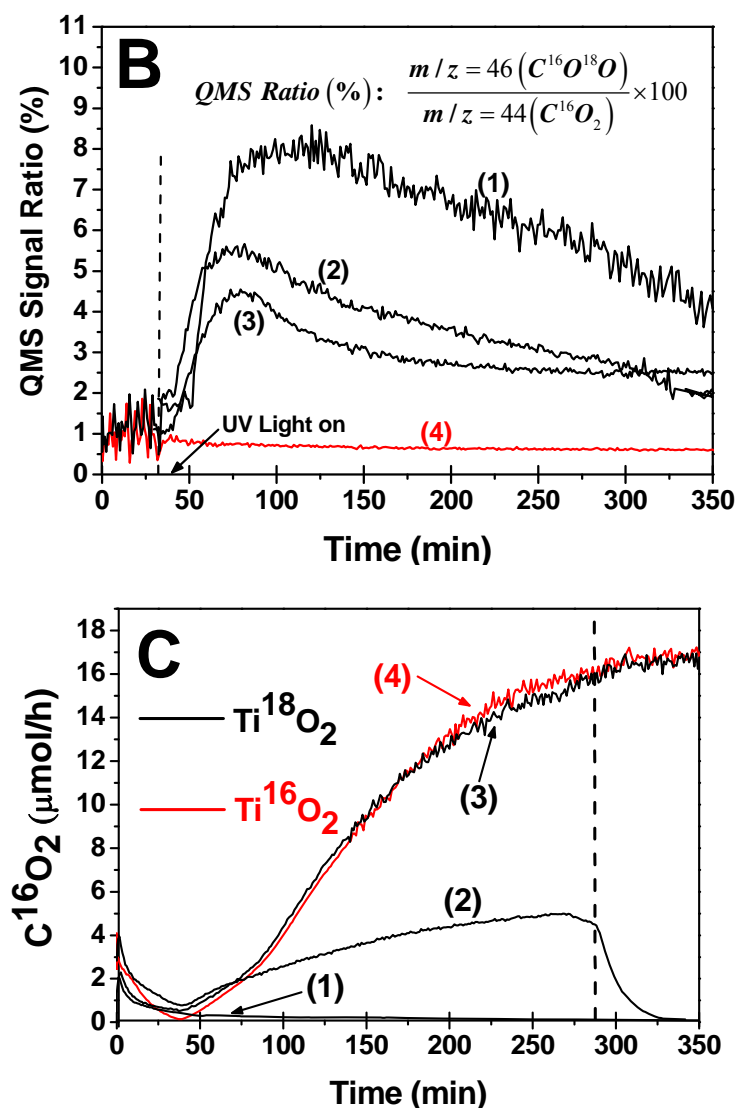 B
QMS Ratio (%) : m / z = 46 (C¹⁶O¹⁸O)
m / z = 44 (C¹⁶O₂) ×100
11
10
9
8
7
6
5
4
3
2
1
0
QMS Signal Ratio (%)
(1)
(2)
(3)
(4)
UV Light on
0 50 100 150 200 250 300 350
Time (min)
C
18
16
14
12
10
8
6
4
2
0
C¹⁶O₂ (μmol/h)
(4)
Ti¹⁸O₂
(3)
Ti¹⁶O₂
(2)
(1)
0 50 100 150 200 250 300 350
Time (min)